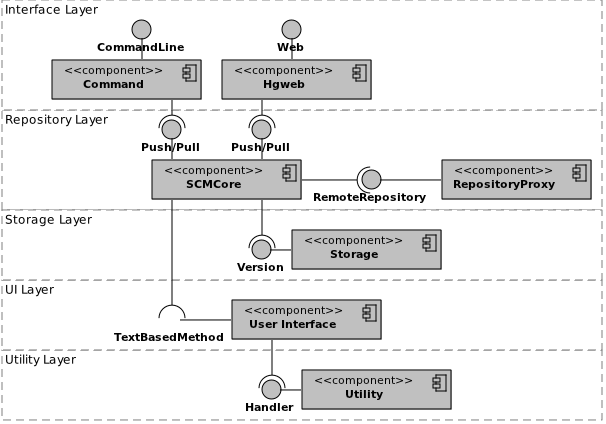 Interface Layer
CommandLine
Web
<<component>>
Command
<<component>>
Hgweb
Repository Layer
Push/Pull
Push/Pull
<<component>>
SCMCore
RemoteRepository
<<component>>
RepositoryProxy
Storage Layer
Version
<<component>>
Storage
UI Layer
TextBasedMethod
<<component>>
User Interface
Utility Layer
Handler
<<component>>
Utility